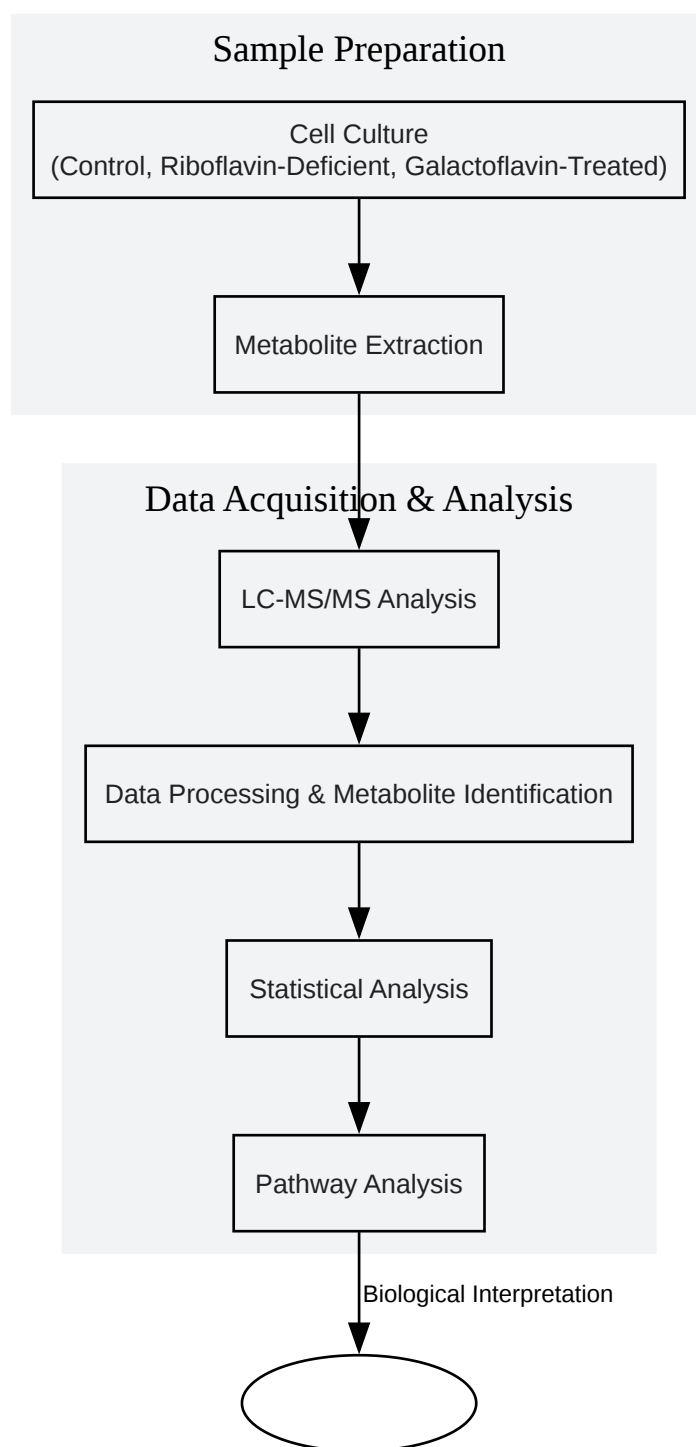 Sample Preparation
Cell Culture
(Control, Riboflavin-Deficient, Galactoflavin-Treated)
Metabolite Extraction
Data Acquisition & Analysis
LC-MS/MS Analysis
Data Processing & Metabolite Identification
Statistical Analysis
Pathway Analysis
Biological Interpretation